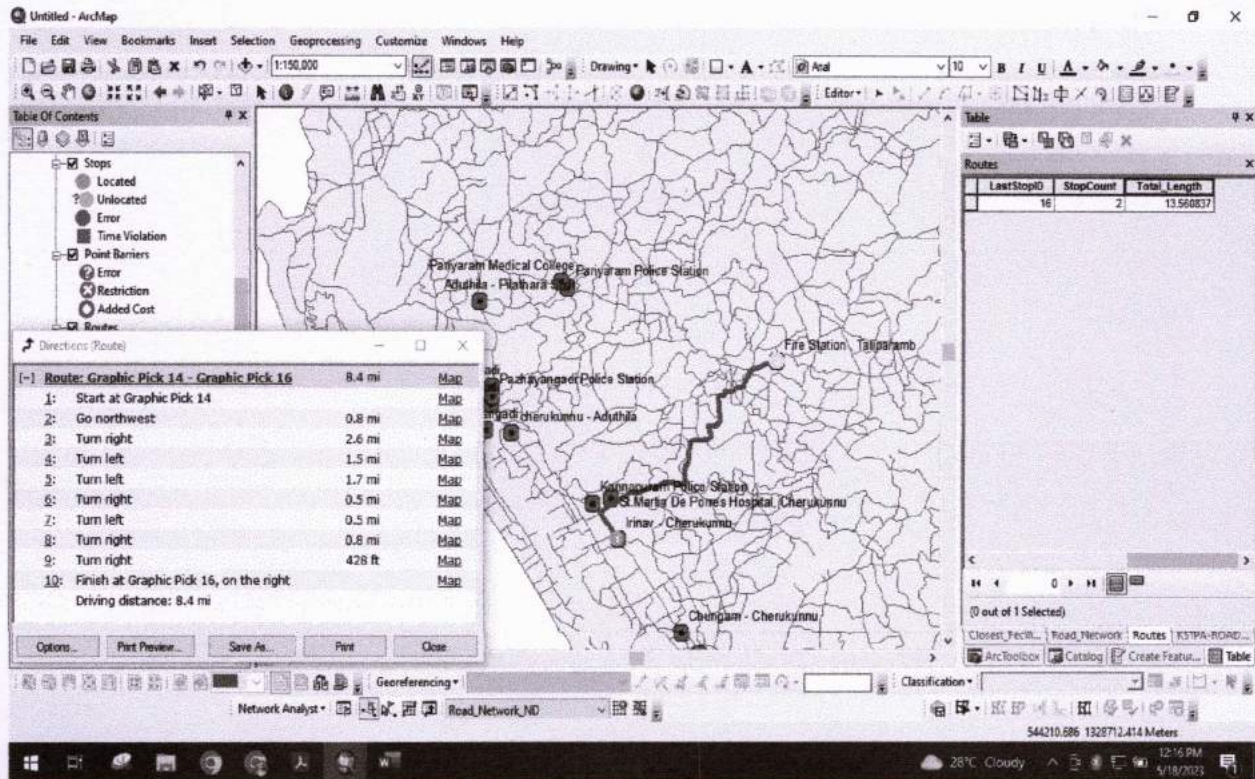 Untitled - ArcMap
File Edit View Bookmarks Insert Selection Geoprocessing Customize Windows Help
1:150,000 Drawing Arial 10 B I U A
Editor
Table Of Contents
Stops
Located
Unlocated
Error
Time Violation
Point Barriers
Error
Restriction
Added Cost
Routes
Directions (Route)
[-] Route: Graphic Pick 14 - Graphic Pick 16 8.4 mi Map
1: Start at Graphic Pick 14 Map
2: Go northwest 0.8 mi Map
3: Turn right 2.6 mi Map
4: Turn left 1.5 mi Map
5: Turn left 1.7 mi Map
6: Turn right 0.5 mi Map
7: Turn left 0.5 mi Map
8: Turn right 0.8 mi Map
9: Turn right 428 ft Map
10: Finish at Graphic Pick 16, on the right Map
Driving distance: 8.4 mi
Options... Print Preview... Save As... Print Close
Pariyaram Medical College
Pariyaram Police Station
Aduthila - Pilathara
Fire Station Taliparamb
Pazhayangadi Police Station
cherukunnu - Aduthila
Kannapuram Police Station
St.Martin De Porres Hospital, Cherukunnu
Irinav - Cherukunnu
Chungam - Cherukunnu
Table
Routes
LastStopID StopCount Total_Length
16 2 13.560837
0
(0 out of 1 Selected)
Closest_Facili... Road_Network Routes KSTPA-ROAD...
ArcToolbox Catalog Create Featur... Table
Georeferencing Classification
Network Analyst Road_Network_ND
544210.686 1328712.414 Meters
28°C Cloudy 12:16 PM
5/18/2023